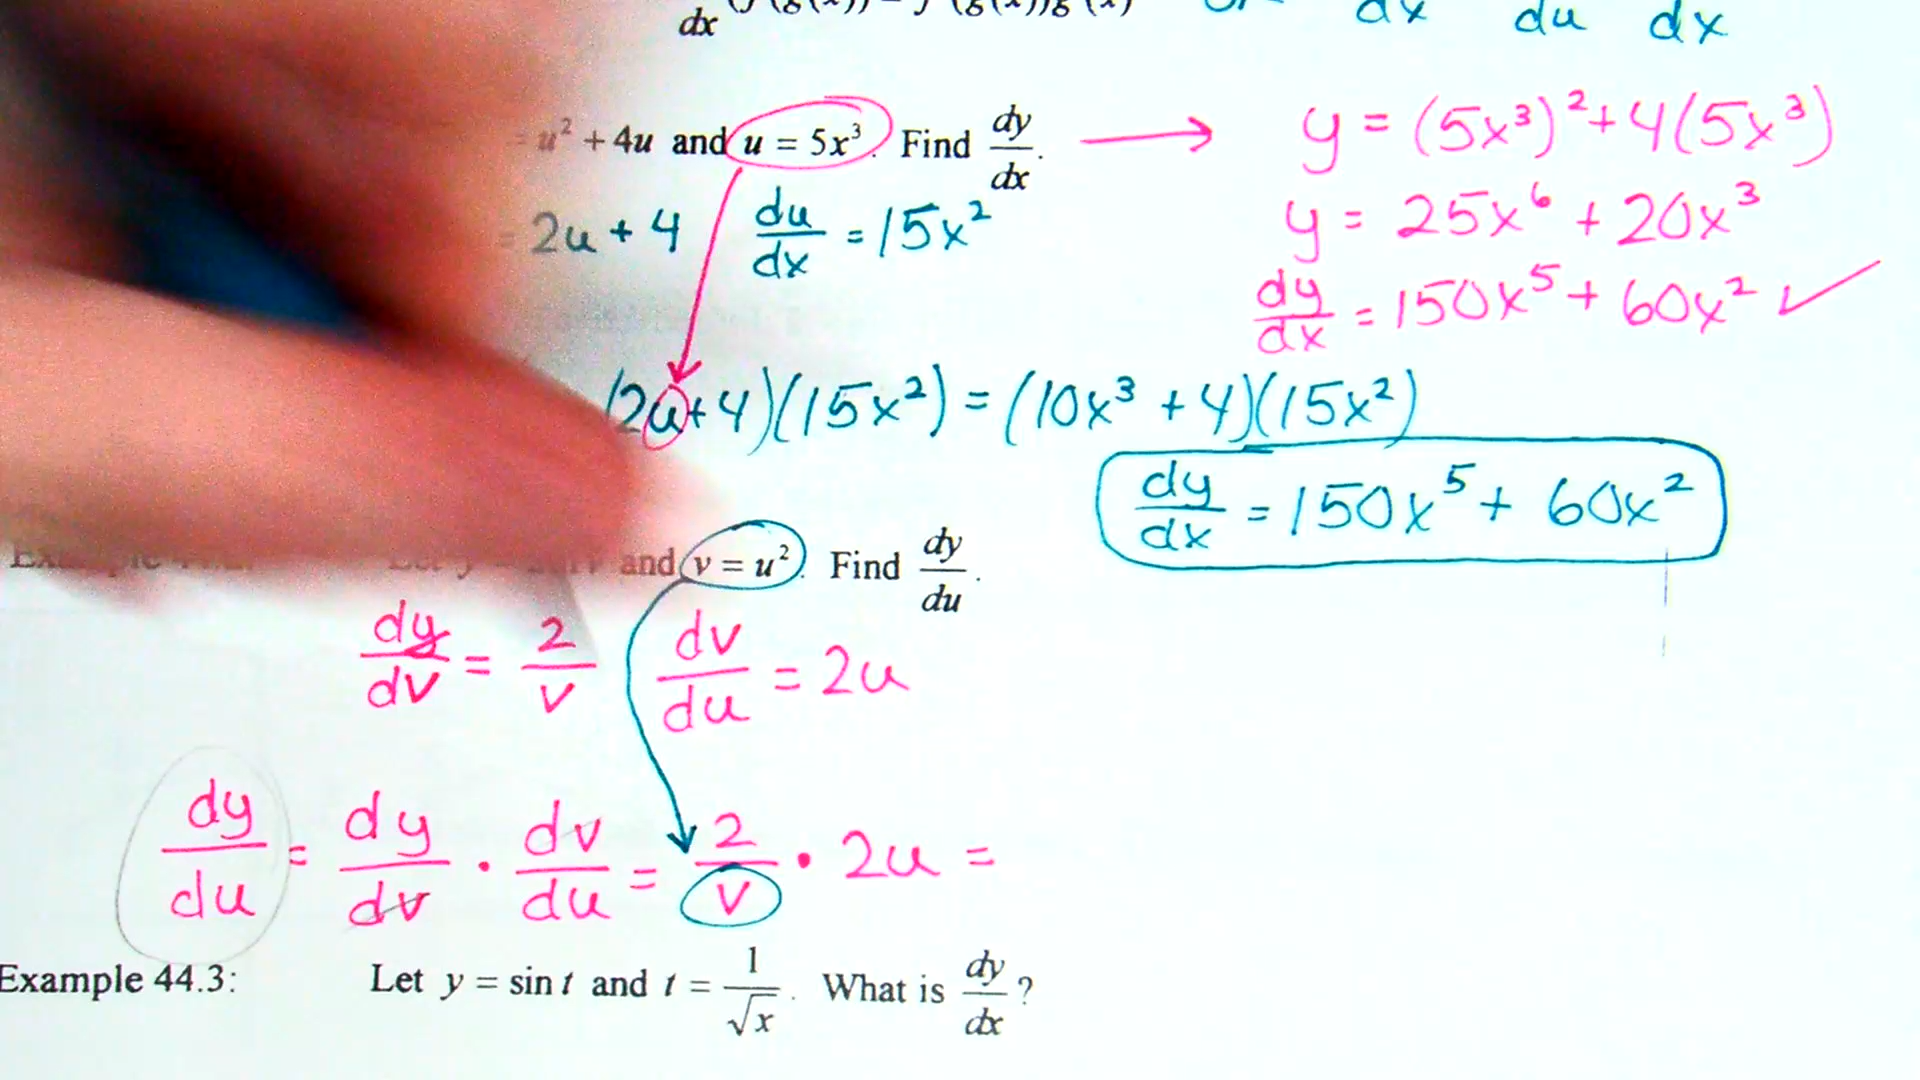 dx (f(g(x)) = f'(g(x))g'(x) or dx du dx
= u² + 4u and u = 5x³. Find dy/dx. → y = (5x³)² + 4(5x³)
= 2u + 4 du/dx = 15x² y = 25x⁶ + 20x³
dy/dx = 150x⁵ + 60x² ✓
(2u+4)(15x²) = (10x³ + 4)(15x²)
dy/dx = 150x⁵ + 60x²
and v = u². Find dy/du.
dy/dv = 2/v dv/du = 2u
dy/du = dy/dv · dv/du = 2/v · 2u =
Example 44.3: Let y = sin t and t = 1/√x. What is dy/dx?